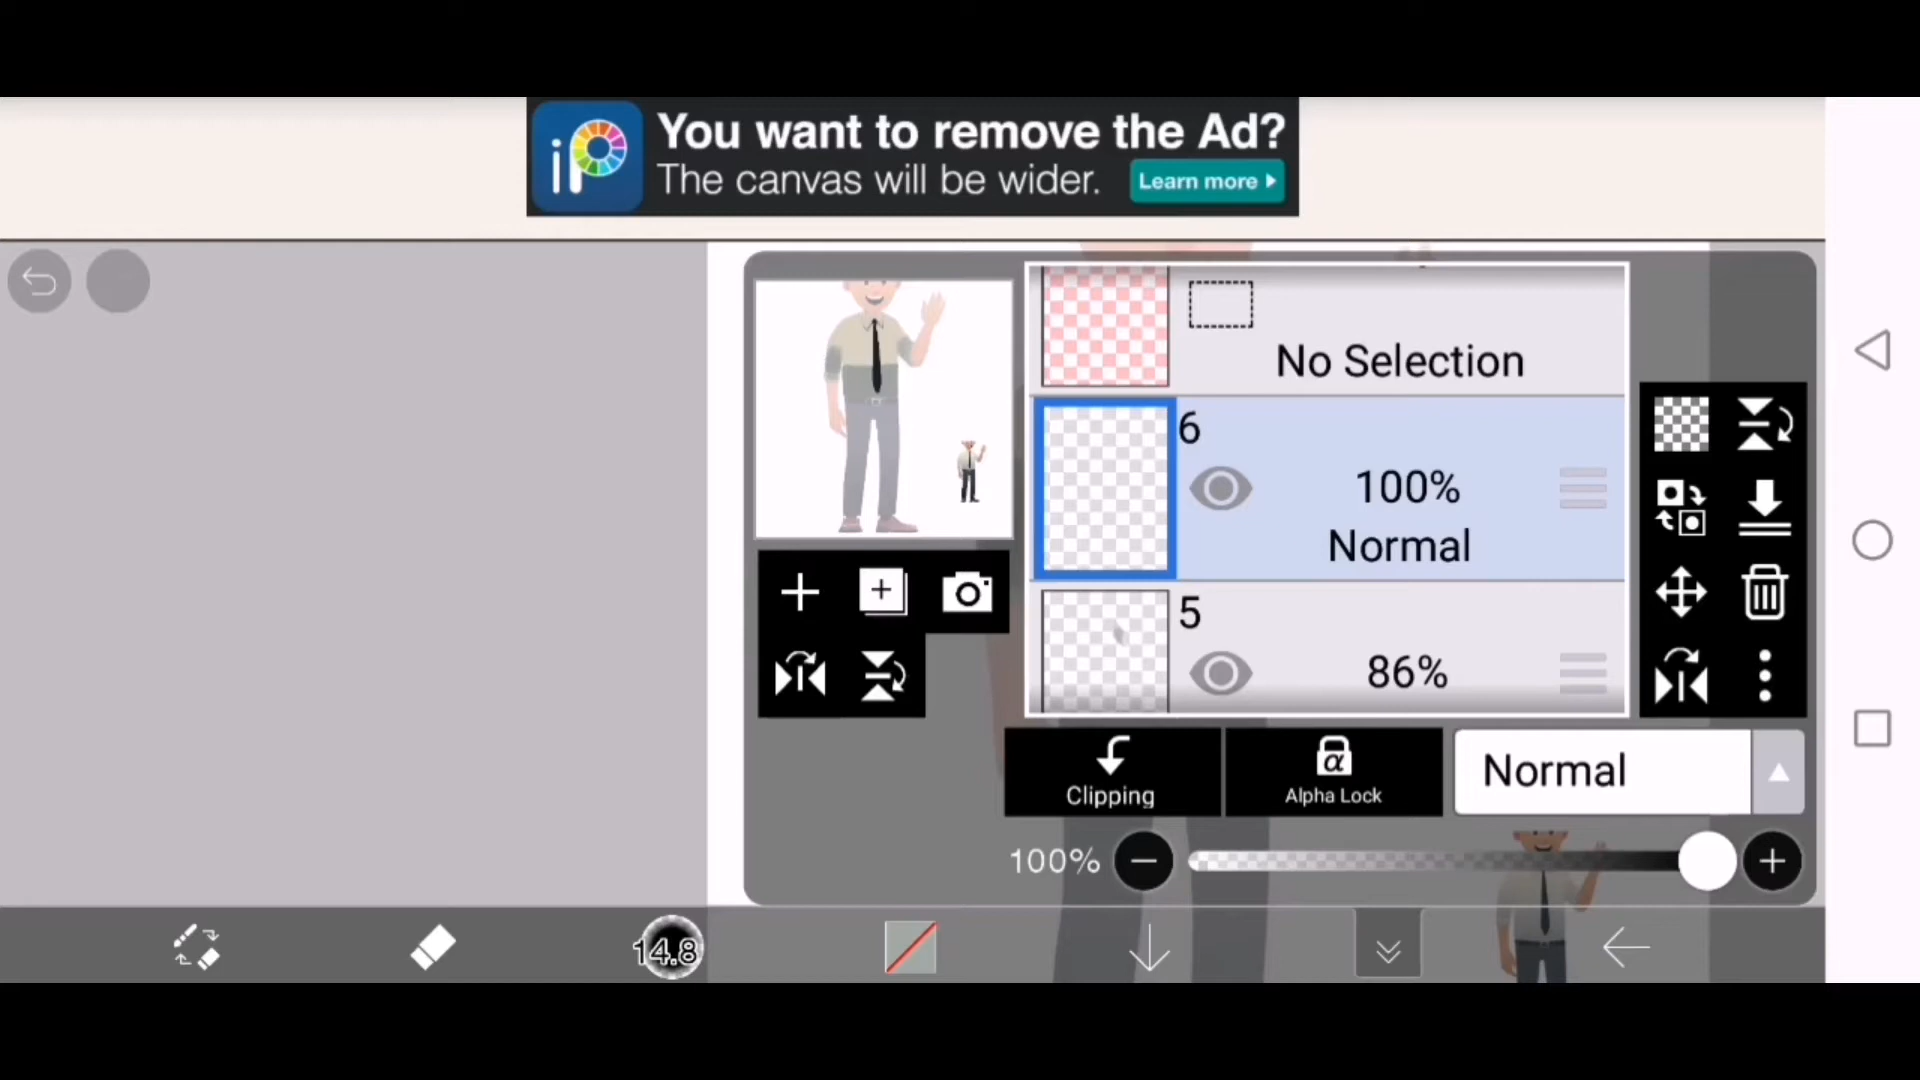 iP
You want to remove the Ad?
The canvas will be wider.
Learn more
No Selection
6
100%
Normal
5
86%
Clipping
α
Alpha Lock
Normal
100%
14.8